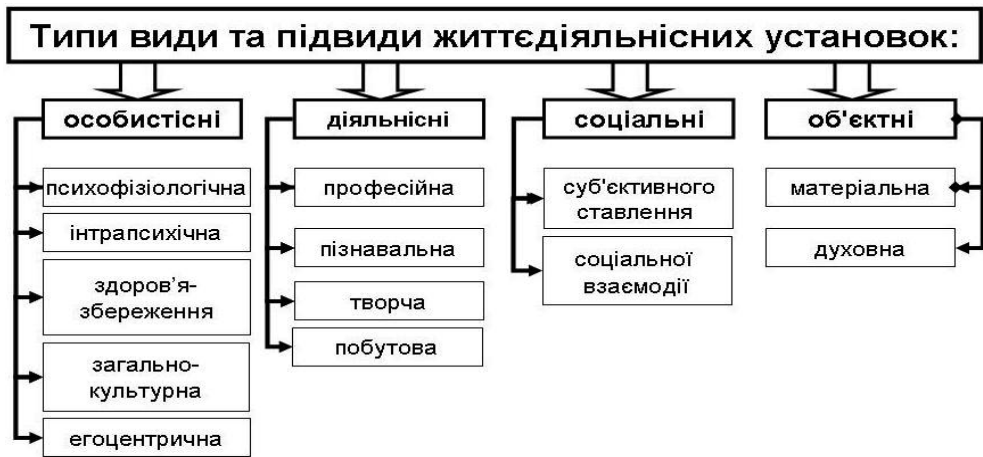 Типи види та підвиди життєдіяльнісних установок:
особистісні
психофізіологічна
інтрапсихічна
здоров’я-
збереження
загально-
культурна
егоцентрична
діяльнісні
професійна
пізнавальна
творча
побутова
соціальні
суб'єктивного
ставлення
соціальної
взаємодії
об'єктні
матеріальна
духовна